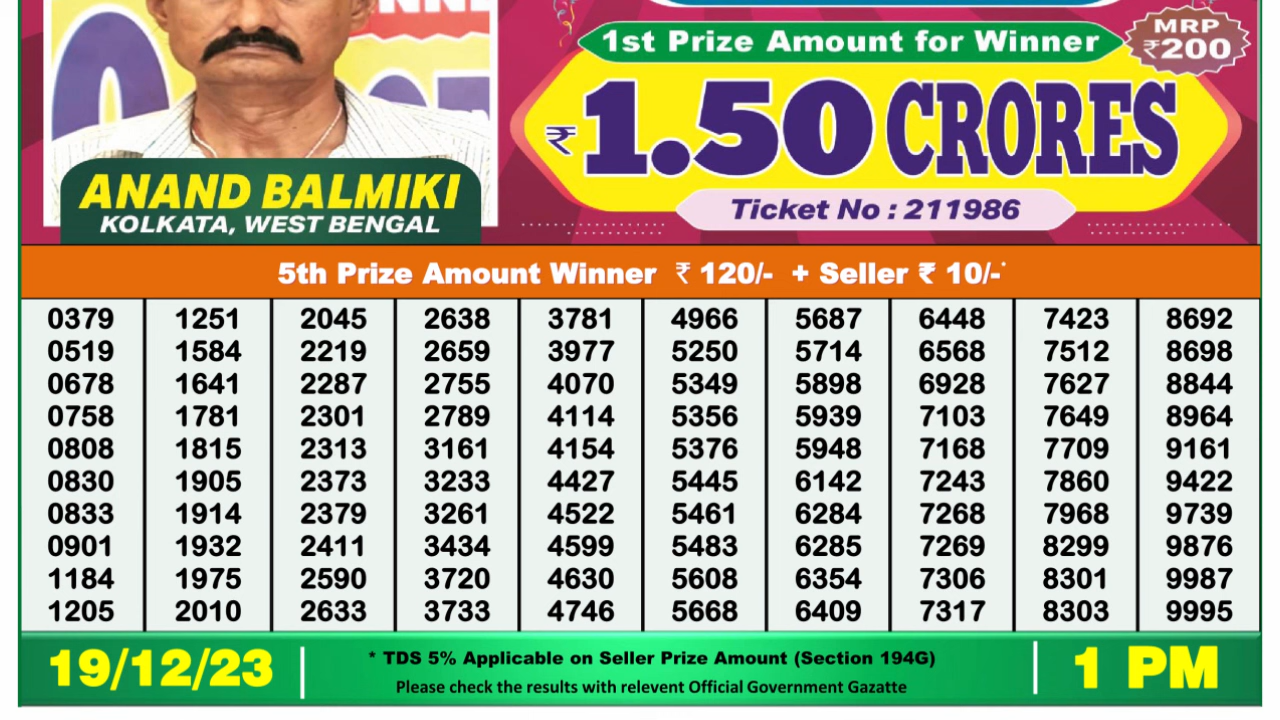 1st Prize Amount for Winner
MRP
₹200
₹1.50 CRORES
ANAND BALMIKI
KOLKATA, WEST BENGAL
Ticket No : 211986
5th Prize Amount Winner ₹ 120/- + Seller ₹ 10/-*
0379 1251 2045 2638 3781 4966 5687 6448 7423 8692
0519 1584 2219 2659 3977 5250 5714 6568 7512 8698
0678 1641 2287 2755 4070 5349 5898 6928 7627 8844
0758 1781 2301 2789 4114 5356 5939 7103 7649 8964
0808 1815 2313 3161 4154 5376 5948 7168 7709 9161
0830 1905 2373 3233 4427 5445 6142 7243 7860 9422
0833 1914 2379 3261 4522 5461 6284 7268 7968 9739
0901 1932 2411 3434 4599 5483 6285 7269 8299 9876
1184 1975 2590 3720 4630 5608 6354 7306 8301 9987
1205 2010 2633 3733 4746 5668 6409 7317 8303 9995
19/12/23
* TDS 5% Applicable on Seller Prize Amount (Section 194G)
Please check the results with relevent Official Government Gazatte
1 PM